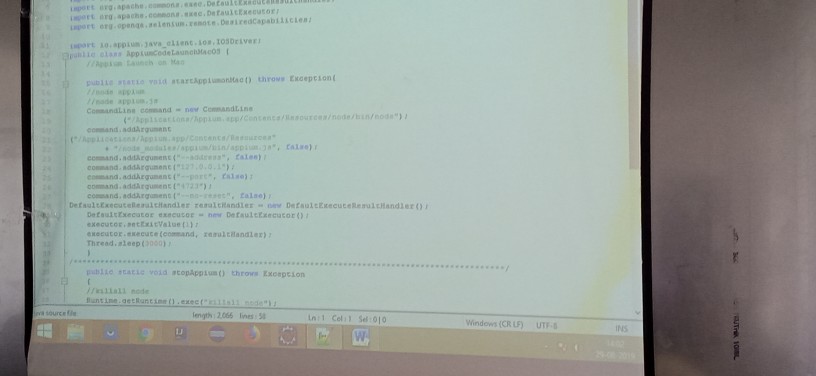 import org.apache.commons.exec.DefaultExecuteResultHandler;
import org.apache.commons.exec.DefaultExecutor;
import org.openqa.selenium.remote.DesiredCapabilities;
import io.appium.java_client.ios.IOSDriver;
public class AppiumCodeLaunchMacOS {
//Appium Launch on Mac
public static void startAppiumonMac() throws Exception{
//node appium
//node appium.js
CommandLine command = new CommandLine
("/Applications/Appium.app/Contents/Resources/node/bin/node");
command.addArgument
("/Applications/Appium.app/Contents/Resources"
+ "/node_modules/appium/bin/appium.js", false);
command.addArgument("--address", false);
command.addArgument("127.0.0.1");
command.addArgument("--port", false);
command.addArgument("4723");
command.addArgument("--no-reset", false);
DefaultExecuteResultHandler resultHandler = new DefaultExecuteResultHandler();
DefaultExecutor executor = new DefaultExecutor();
executor.setExitValue(1);
executor.execute(command, resultHandler);
Thread.sleep(3000);
}
public static void stopAppium() throws Exception
{
//killall node
Runtime.getRuntime().exec("killall node");
source file length : 2,066 lines : 38 Ln : 1 Col : 1 Sel : 0 | 0 Windows (CR LF) UTF-8 INS